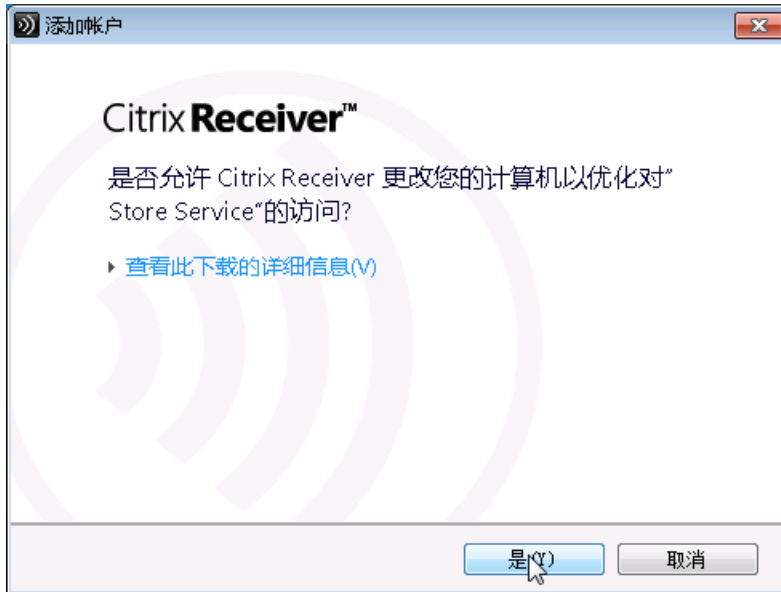 添加帐户
Citrix Receiver™
是否允许 Citrix Receiver 更改您的计算机以优化对"
Store Service"的访问?
查看此下载的详细信息(V)
是(Y)
取消